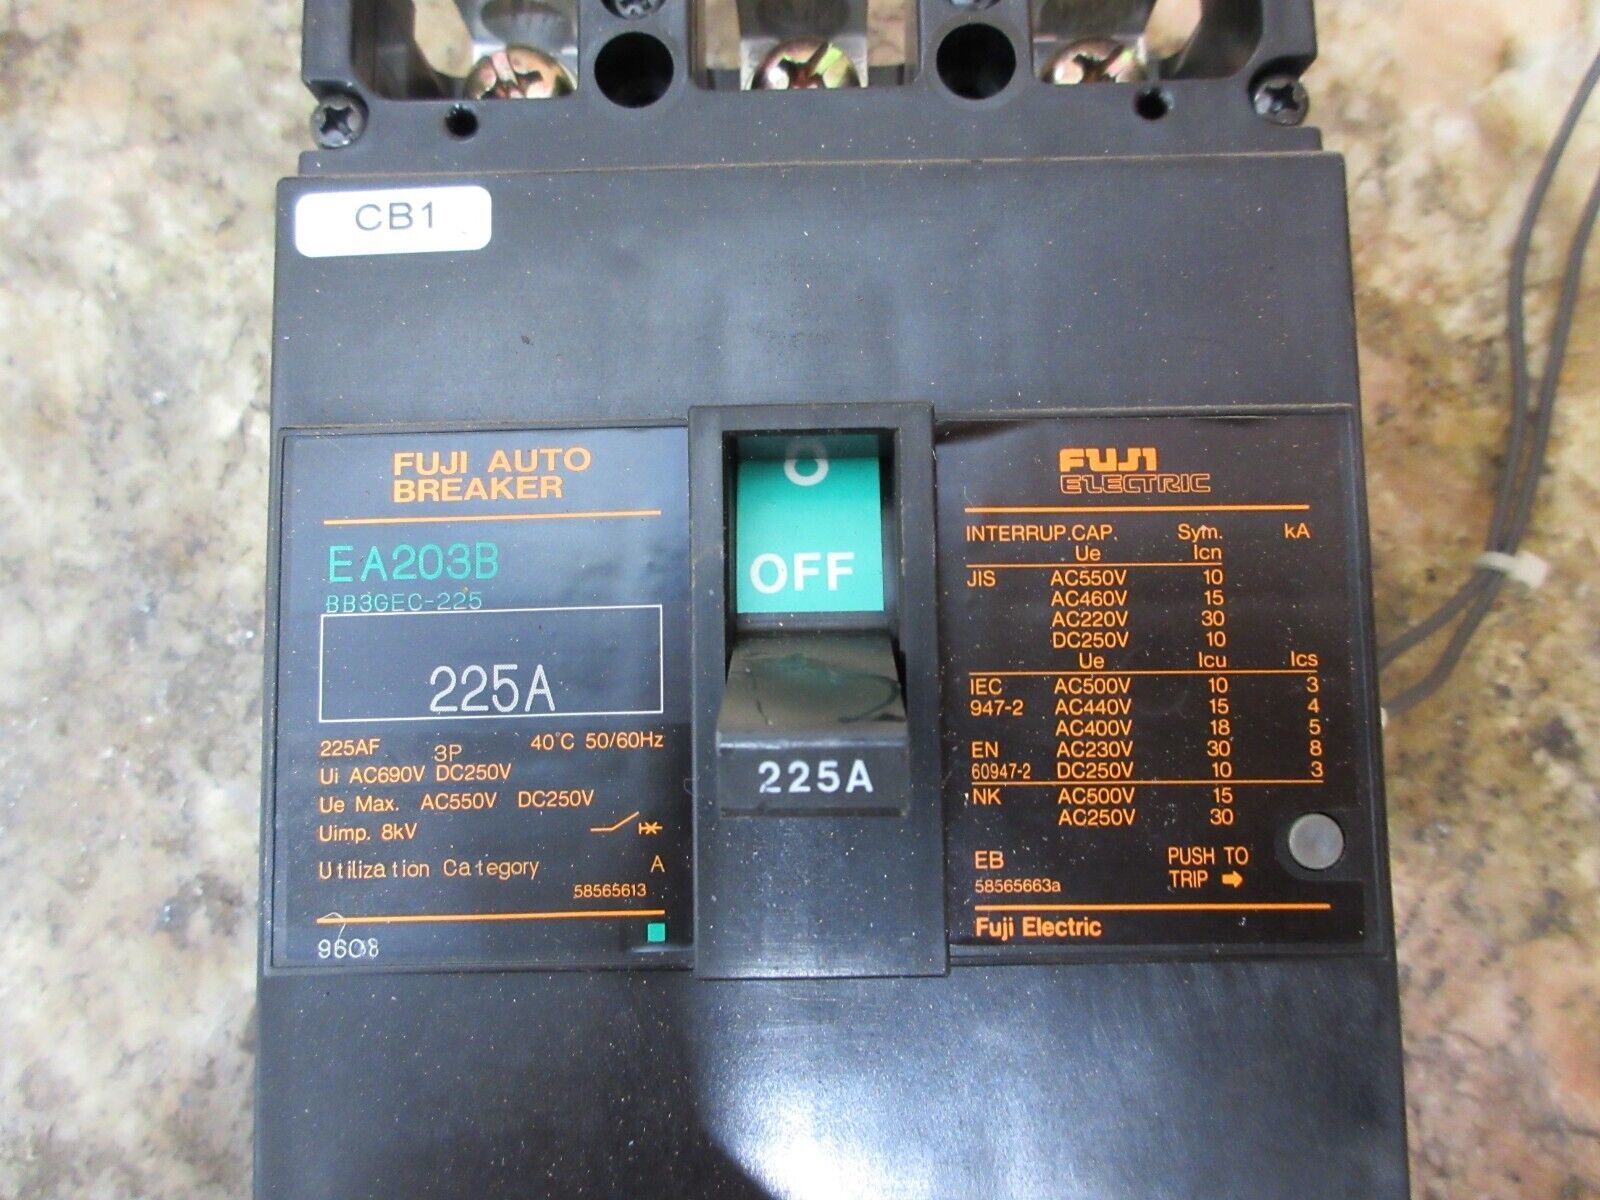 CB1
FUJI AUTO
BREAKER
EA203B
BB3GEC-225
225A
225AF 3P 40°C 50/60Hz
Ui AC690V DC250V
Ue Max. AC550V DC250V
Uimp. 8kV
Utilization Category A
58565613
9608
O
OFF
225A
FUJI
ELECTRIC
INTERRUP.CAP. Sym. kA
Ue Icn
JIS AC550V 10
AC460V 15
AC220V 30
DC250V 10
Ue Icu Ics
IEC AC500V 10 3
947-2 AC440V 15 4
AC400V 18 5
EN AC230V 30 8
60947-2 DC250V 10 3
NK AC500V 15
AC250V 30
EB PUSH TO
58565663a TRIP ➡
Fuji Electric